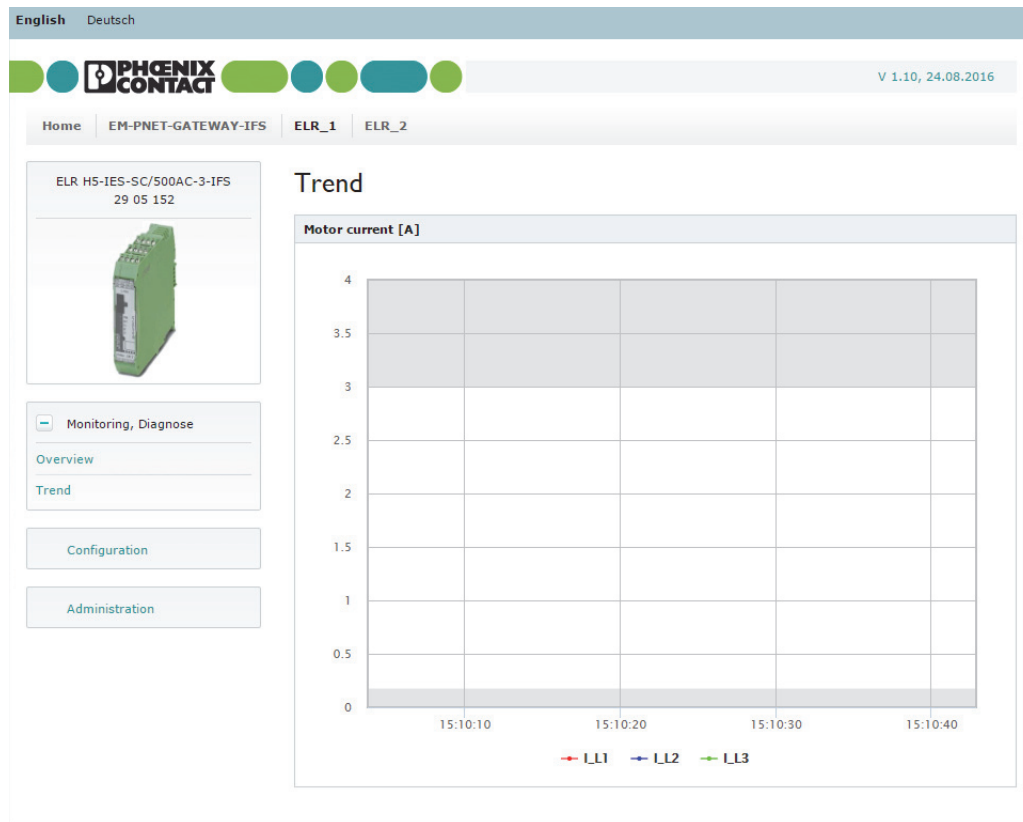 English Deutsch
PHŒNIX
CONTACT
V 1.10, 24.08.2016
Home EM-PNET-GATEWAY-IFS ELR_1 ELR_2
ELR H5-IES-SC/500AC-3-IFS
29 05 152
Monitoring, Diagnose
Overview
Trend
Configuration
Administration
Trend
Motor current [A]
4
3.5
3
2.5
2
1.5
1
0.5
0
15:10:10 15:10:20 15:10:30 15:10:40
I_L1 I_L2 I_L3